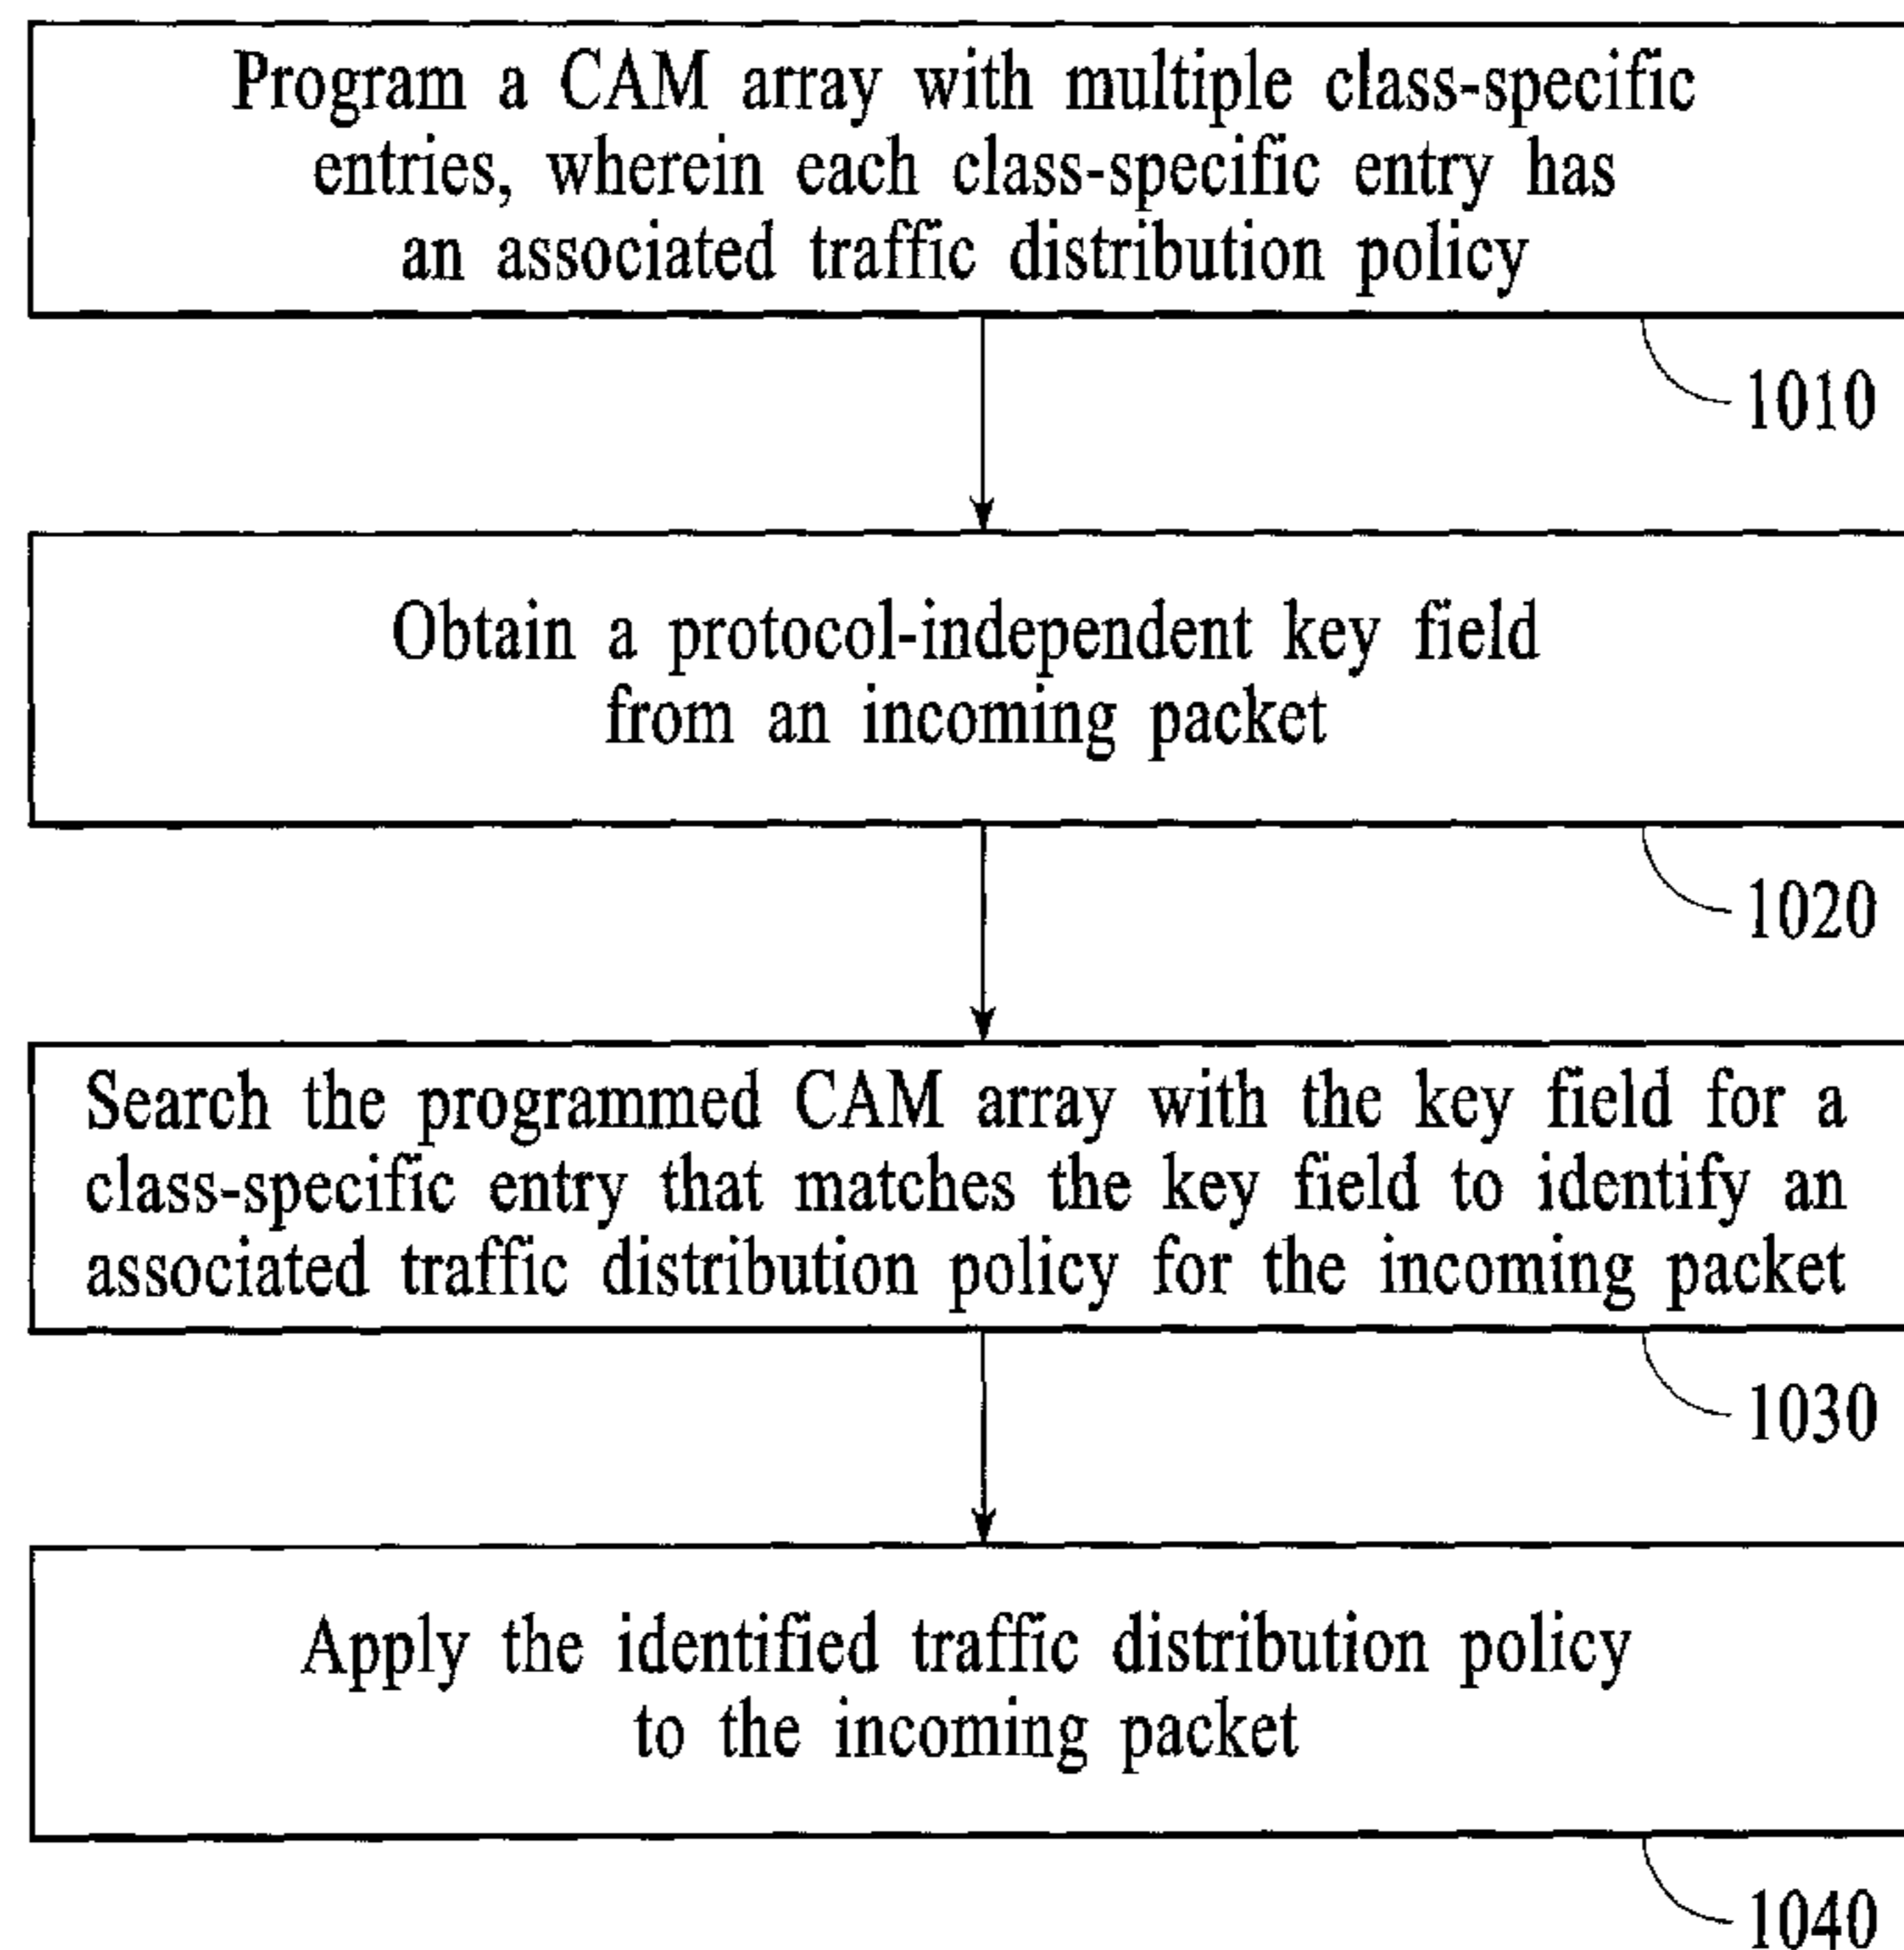 Program a CAM array with multiple class-specific
entries, wherein each class-specific entry has
an associated traffic distribution policy
1010
Obtain a protocol-independent key field
from an incoming packet
1020
Search the programmed CAM array with the key field for a
class-specific entry that matches the key field to identify an
associated traffic distribution policy for the incoming packet
1030
Apply the identified traffic distribution policy
to the incoming packet
1040